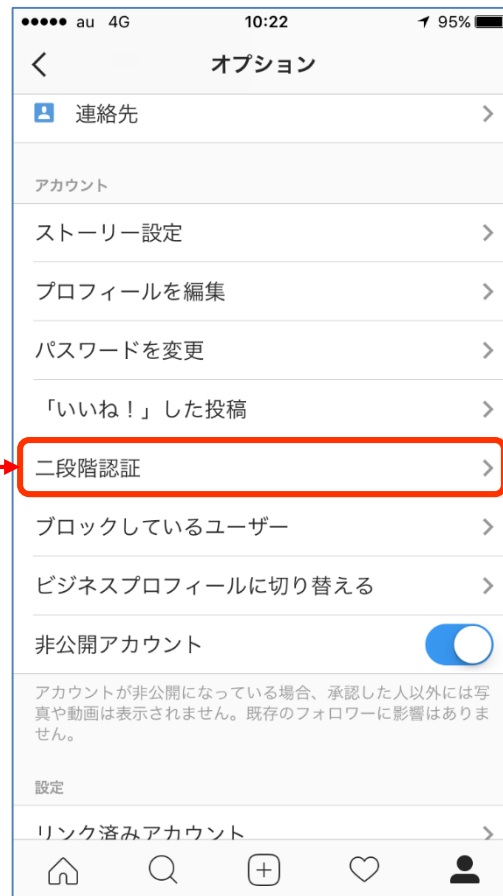 au 4G 10:22 95%
オプション
連絡先
アカウント
ストーリー設定
プロフィールを編集
パスワードを変更
「いいね！」した投稿
二段階認証
ブロックしているユーザー
ビジネスプロフィールに切り替える
非公開アカウント
アカウントが非公開になっている場合、承認した人以外には写
真や動画は表示されません。既存のフォロワーに影響はありま
せん。
設定
リンク済みアカウント